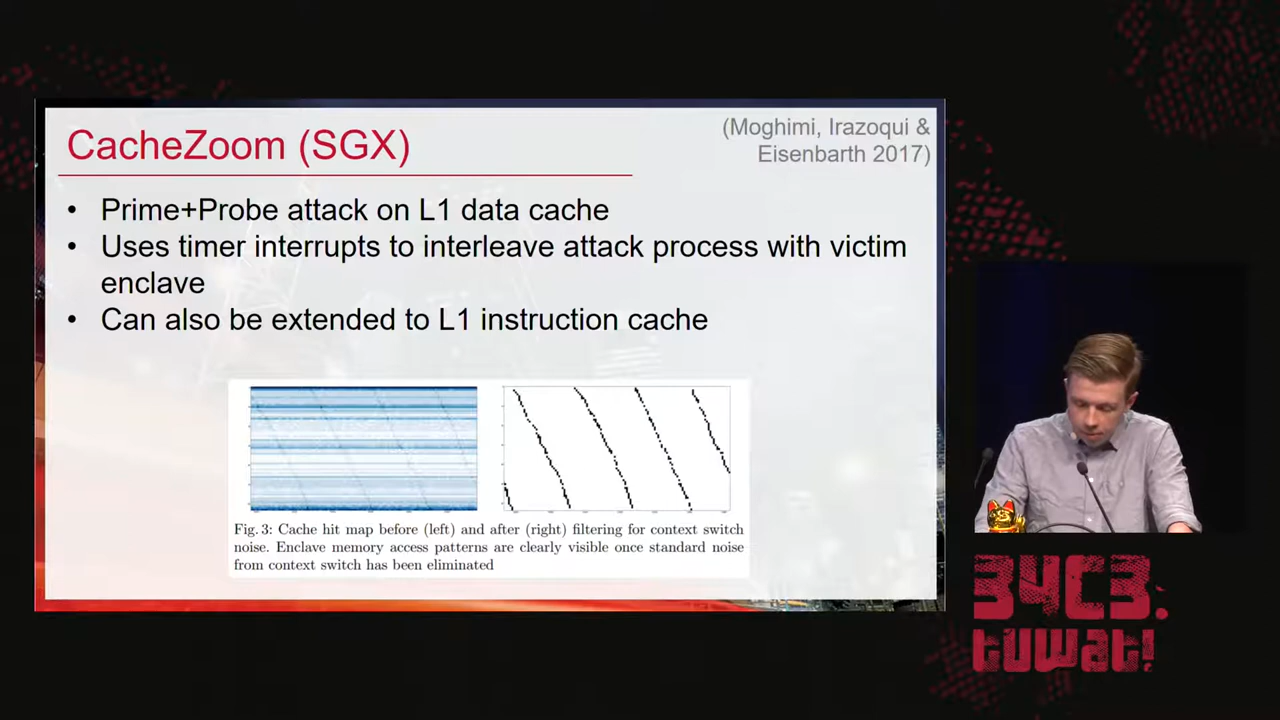 CacheZoom (SGX)
(Moghimi, Irazoqui &
Eisenbarth 2017)
• Prime+Probe attack on L1 data cache
• Uses timer interrupts to interleave attack process with victim
enclave
• Can also be extended to L1 instruction cache
Fig. 3: Cache hit map before (left) and after (right) filtering for context switch
noise. Enclave memory access patterns are clearly visible once standard noise
from context switch has been eliminated
34C3.
tuwat!